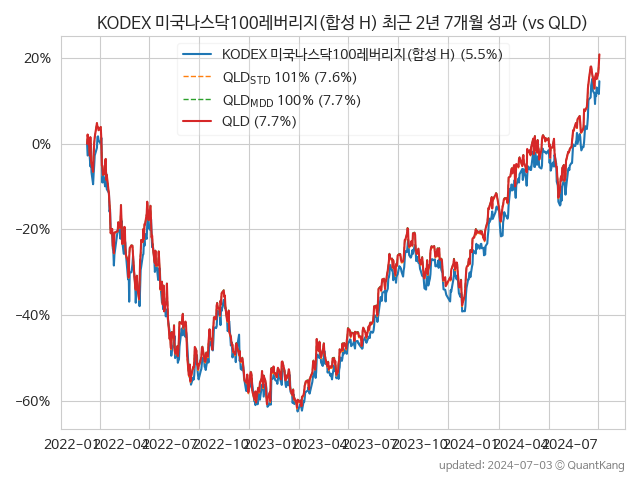 KODEX 미국나스닥100레버리지(합성 H) 최근 2년 7개월 성과 (vs QLD)
KODEX 미국나스닥100레버리지(합성 H) (5.5%)
QLD_STD 101% (7.6%)
QLD_MDD 100% (7.7%)
QLD (7.7%)
20%
0%
−20%
−40%
−60%
2022-01 2022-04 2022-07 2022-10 2023-01 2023-04 2023-07 2023-10 2024-01 2024-04 2024-07
updated: 2024-07-03 © QuantKang